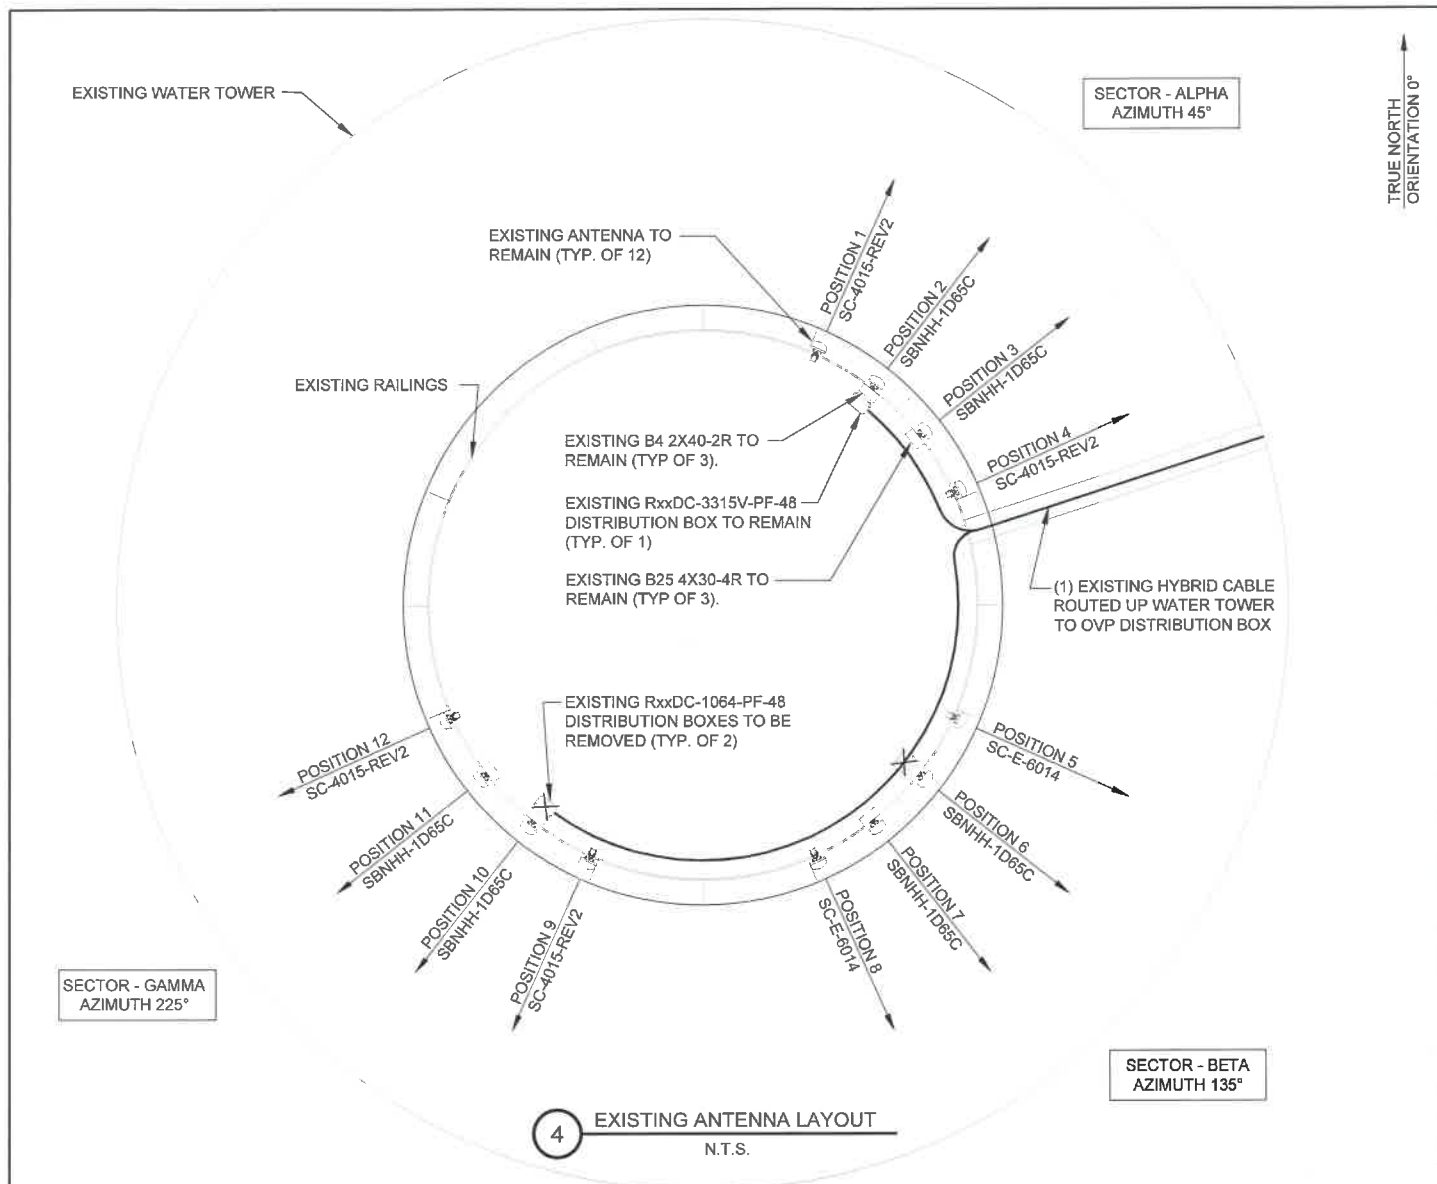 EXISTING WATER TOWER
SECTOR - ALPHA
AZIMUTH 45°
TRUE NORTH
ORIENTATION 0°
EXISTING ANTENNA TO
REMAIN (TYP. OF 12)
POSITION 1
SC-4015-REV2
POSITION 2
SBNHH-1D65C
POSITION 3
SBNHH-1D65C
POSITION 4
SC-4015-REV2
EXISTING RAILINGS
EXISTING B4 2X40-2R TO
REMAIN (TYP OF 3).
EXISTING RxxDC-3315V-PF-48
DISTRIBUTION BOX TO REMAIN
(TYP. OF 1)
EXISTING B25 4X30-4R TO
REMAIN (TYP OF 3).
(1) EXISTING HYBRID CABLE
ROUTED UP WATER TOWER
TO OVP DISTRIBUTION BOX
EXISTING RxxDC-1064-PF-48
DISTRIBUTION BOXES TO BE
REMOVED (TYP. OF 2)
POSITION 5
SC-E-6014
POSITION 6
SBNHH-1D65C
POSITION 7
SBNHH-1D65C
POSITION 8
SC-E-6014
POSITION 9
SC-4015-REV2
POSITION 10
SBNHH-1D65C
POSITION 11
SBNHH-1D65C
POSITION 12
SC-4015-REV2
SECTOR - GAMMA
AZIMUTH 225°
SECTOR - BETA
AZIMUTH 135°
4
EXISTING ANTENNA LAYOUT
N.T.S.